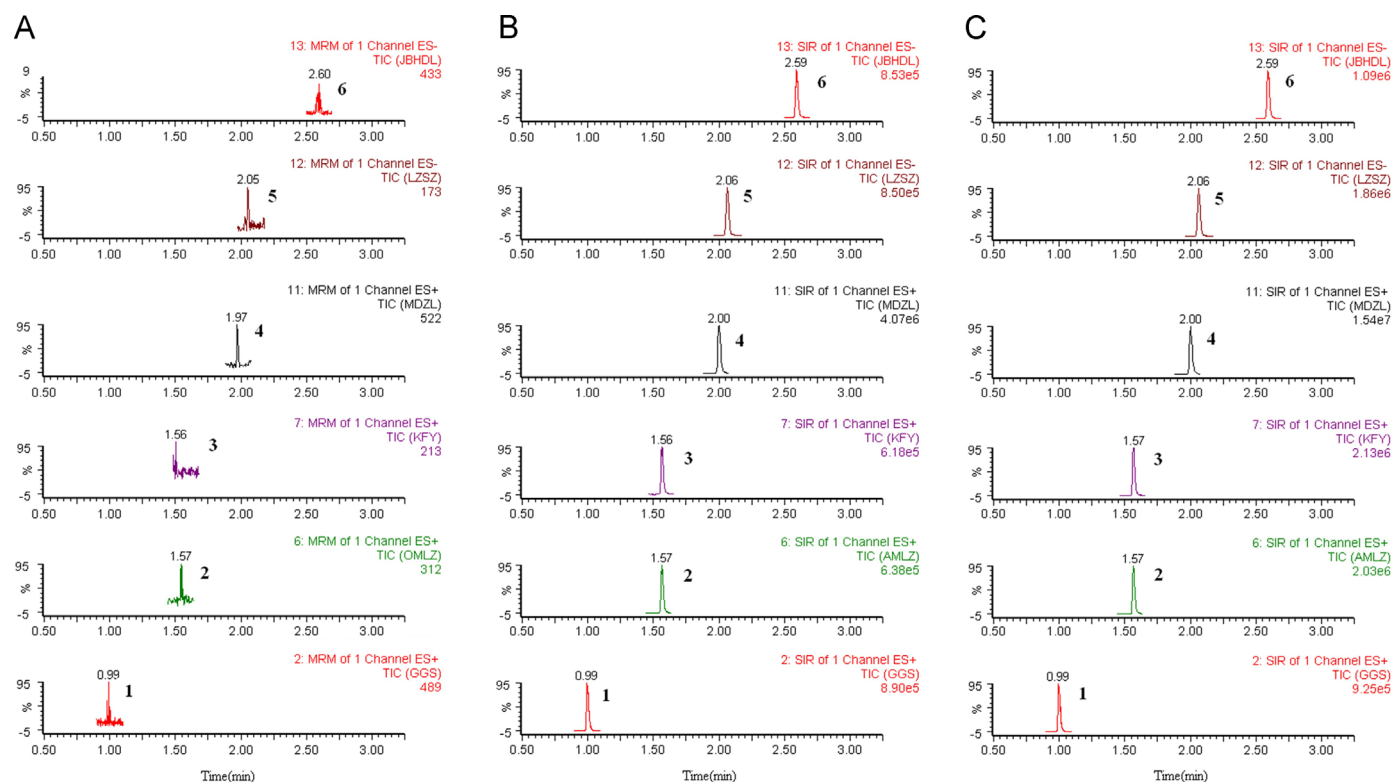 A
13: MRM of 1 Channel ES-
TIC (JBHDL)
433
9
%
-5
2.60
6
0.50 1.00 1.50 2.00 2.50 3.00
12: MRM of 1 Channel ES-
TIC (LZSZ)
173
95
%
-5
2.05
5
0.50 1.00 1.50 2.00 2.50 3.00
11: MRM of 1 Channel ES+
TIC (MDZL)
522
95
%
-5
1.97
4
0.50 1.00 1.50 2.00 2.50 3.00
7: MRM of 1 Channel ES+
TIC (KFY)
213
95
%
-5
1.56
3
0.50 1.00 1.50 2.00 2.50 3.00
6: MRM of 1 Channel ES+
TIC (OMLZ)
312
95
%
-5
1.57
2
0.50 1.00 1.50 2.00 2.50 3.00
2: MRM of 1 Channel ES+
TIC (GGS)
489
95
%
-5
0.99
1
0.50 1.00 1.50 2.00 2.50 3.00
Time(min)
B
13: SIR of 1 Channel ES-
TIC (JBHDL)
8.53e5
95
%
-5
2.59
6
0.50 1.00 1.50 2.00 2.50 3.00
12: SIR of 1 Channel ES-
TIC (LZSZ)
8.50e5
95
%
-5
2.06
5
0.50 1.00 1.50 2.00 2.50 3.00
11: SIR of 1 Channel ES+
TIC (MDZL)
4.07e6
95
%
-5
2.00
4
0.50 1.00 1.50 2.00 2.50 3.00
7: SIR of 1 Channel ES+
TIC (KFY)
6.18e5
95
%
-5
1.56
3
0.50 1.00 1.50 2.00 2.50 3.00
6: SIR of 1 Channel ES+
TIC (AMLZ)
6.38e5
95
%
-5
1.57
2
0.50 1.00 1.50 2.00 2.50 3.00
2: SIR of 1 Channel ES+
TIC (GGS)
8.90e5
95
%
-5
0.99
1
0.50 1.00 1.50 2.00 2.50 3.00
Time(min)
C
13: SIR of 1 Channel ES-
TIC (JBHDL)
1.09e6
95
%
-5
2.59
6
0.50 1.00 1.50 2.00 2.50 3.00
12: SIR of 1 Channel ES-
TIC (LZSZ)
1.86e6
95
%
-5
2.06
5
0.50 1.00 1.50 2.00 2.50 3.00
11: SIR of 1 Channel ES+
TIC (MDZL)
1.54e7
95
%
-5
2.00
4
0.50 1.00 1.50 2.00 2.50 3.00
7: SIR of 1 Channel ES+
TIC (KFY)
2.13e6
95
%
-5
1.57
3
0.50 1.00 1.50 2.00 2.50 3.00
6: SIR of 1 Channel ES+
TIC (AMLZ)
2.03e6
95
%
-5
1.57
2
0.50 1.00 1.50 2.00 2.50 3.00
2: SIR of 1 Channel ES+
TIC (GGS)
9.25e5
95
%
-5
0.99
1
0.50 1.00 1.50 2.00 2.50 3.00
Time(min)